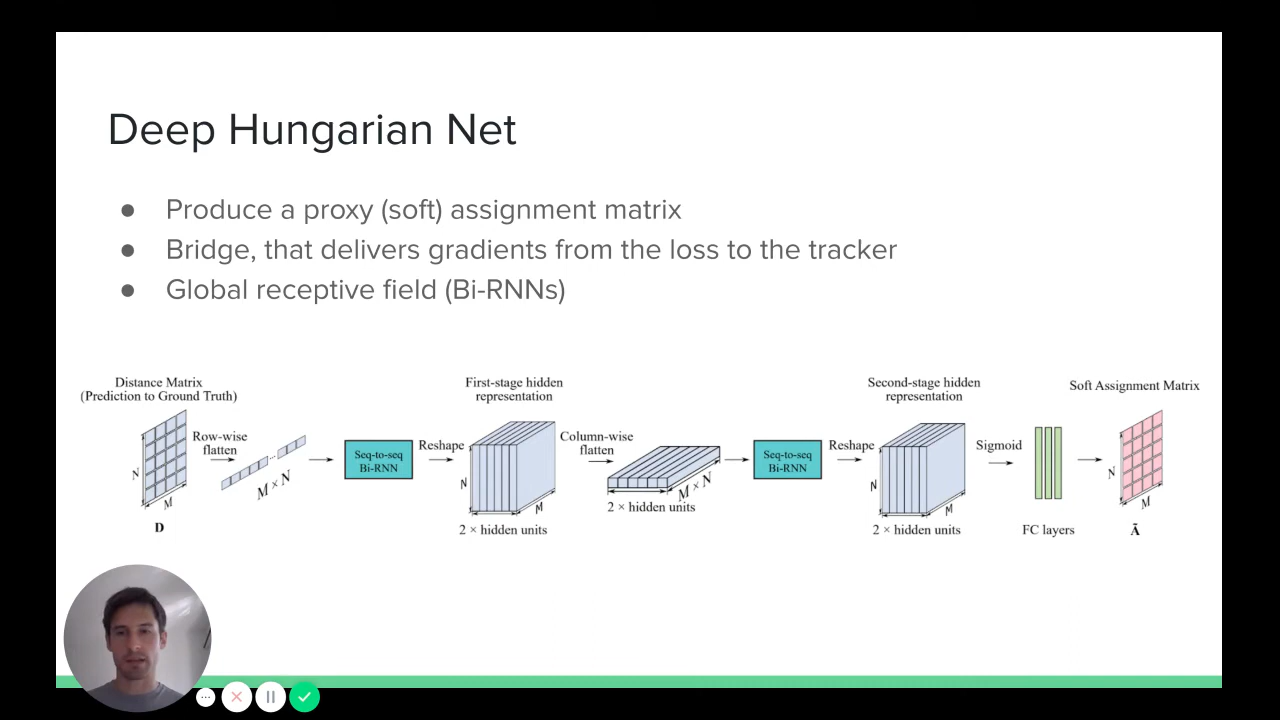 Deep Hungarian Net
● Produce a proxy (soft) assignment matrix
● Bridge, that delivers gradients from the loss to the tracker
● Global receptive field (Bi-RNNs)
Distance Matrix
(Prediction to Ground Truth)
N
M
D
Row-wise
flatten
...
M × N
Seq-to-seq
Bi-RNN
Reshape
First-stage hidden
representation
N
M
2 × hidden units
Column-wise
flatten
M × N
2 × hidden units
Seq-to-seq
Bi-RNN
Reshape
Second-stage hidden
representation
N
M
2 × hidden units
Sigmoid
FC layers
Soft Assignment Matrix
N
M
Ã